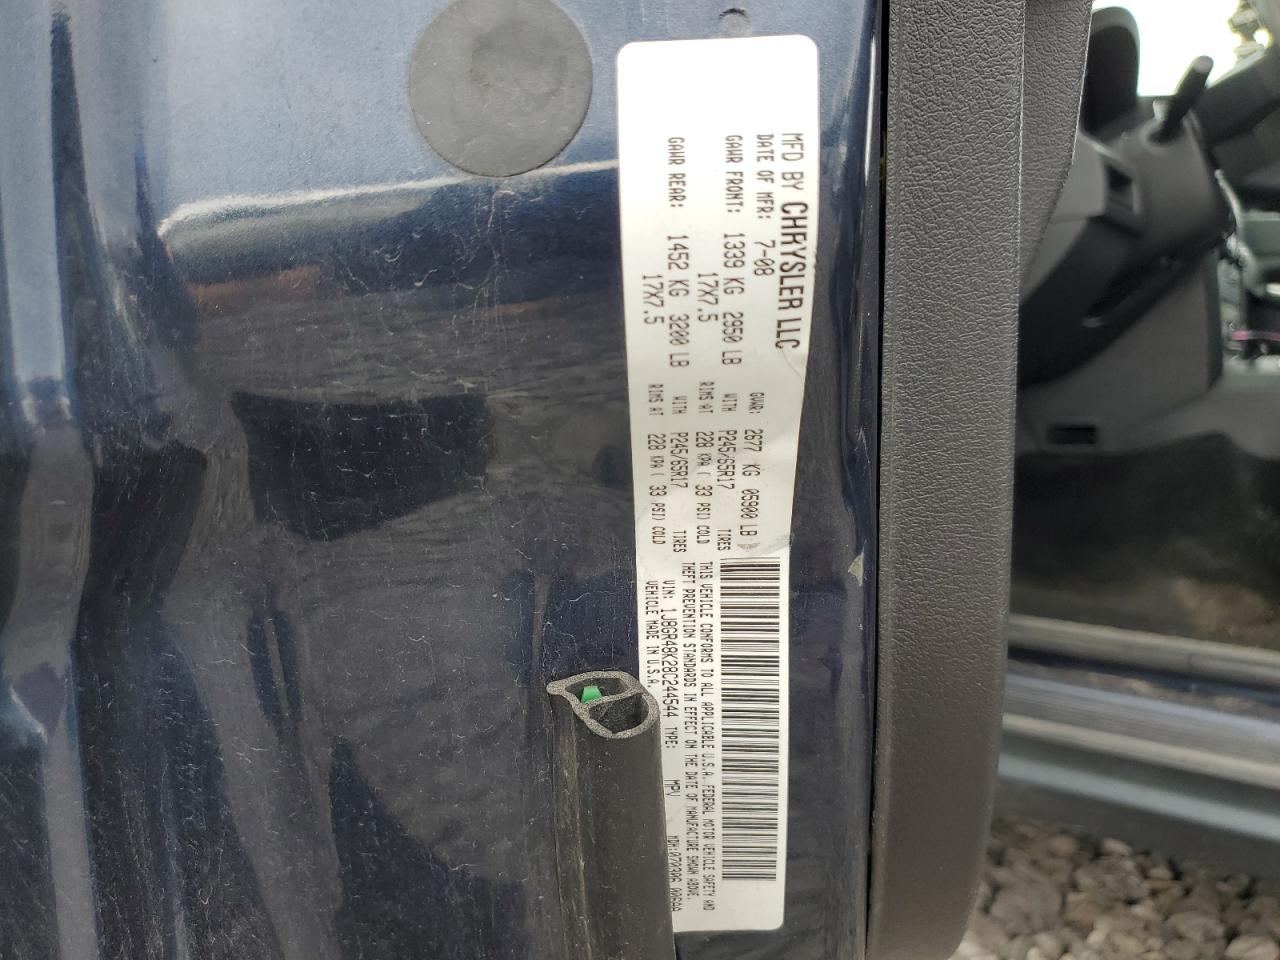 MFD BY CHRYSLER LLC
DATE OF MFR: 7-08 GVWR: 2677 KG 05900 LB
GAWR FRONT: 1339 KG 2950 LB WITH P245/65R17 TIRES
17X7.5 RIMS AT 228 KPA ( 33 PSI) COLD
GAWR REAR: 1452 KG 3200 LB WITH P245/65R17 TIRES
17X7.5 RIMS AT 228 KPA ( 33 PSI) COLD
THIS VEHICLE CONFORMS TO ALL APPLICABLE U.S.A. FEDERAL MOTOR VEHICLE SAFETY AND
THEFT PREVENTION STANDARDS IN EFFECT ON THE DATE OF MANUFACTURE SHOWN ABOVE.
VIN: 1J8GR48K28C244544 TYPE: MPV MDH:070306
VEHICLE MADE IN U.S.A.